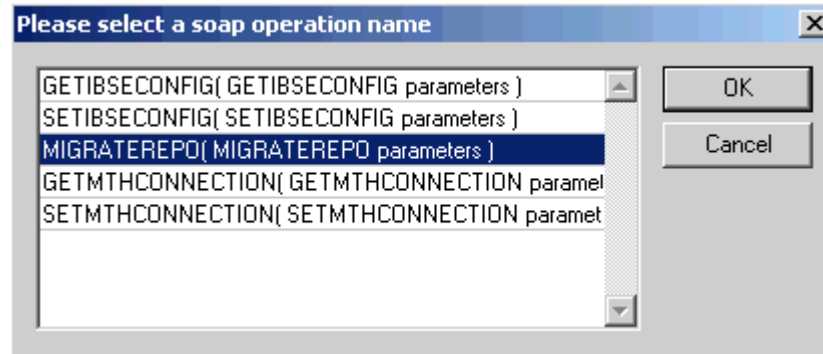 Please select a soap operation name
GETIBSECONFIG( GETIBSECONFIG parameters )
SETIBSECONFIG( SETIBSECONFIG parameters )
MIGRATEREPO( MIGRATEREPO parameters )
GETMTHCONNECTION( GETMTHCONNECTION paramet
SETMTHCONNECTION( SETMTHCONNECTION paramet
OK
Cancel